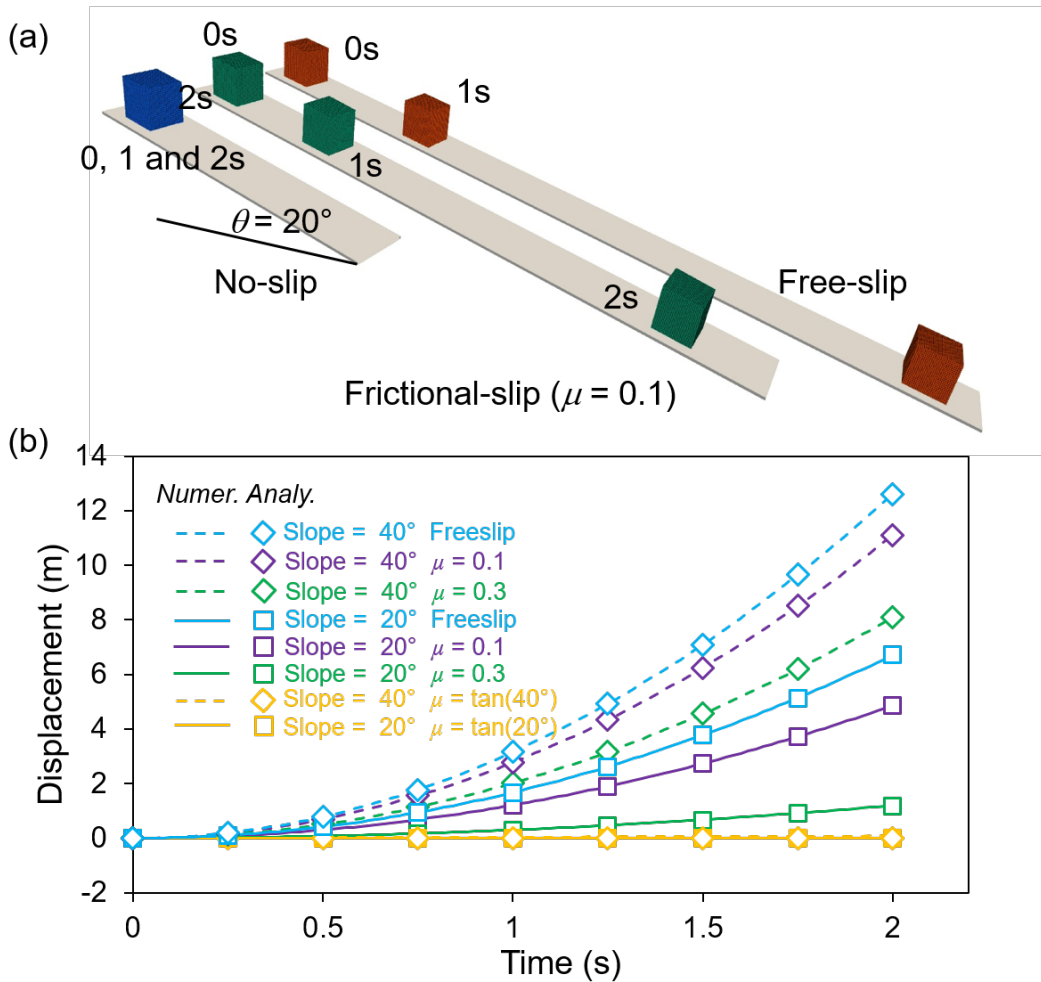 (a)
0s
0s
1s
2s
0, 1 and 2s
1s
θ = 20°
No-slip
2s
Free-slip
Frictional-slip (μ = 0.1)
(b)
Numer. Analy.
Slope = 40° Freeslip
Slope = 40° μ = 0.1
Slope = 40° μ = 0.3
Slope = 20° Freeslip
Slope = 20° μ = 0.1
Slope = 20° μ = 0.3
Slope = 40° μ = tan(40°)
Slope = 20° μ = tan(20°)
Displacement (m)
14
12
10
8
6
4
2
0
-2
0 0.5 1 1.5 2
Time (s)